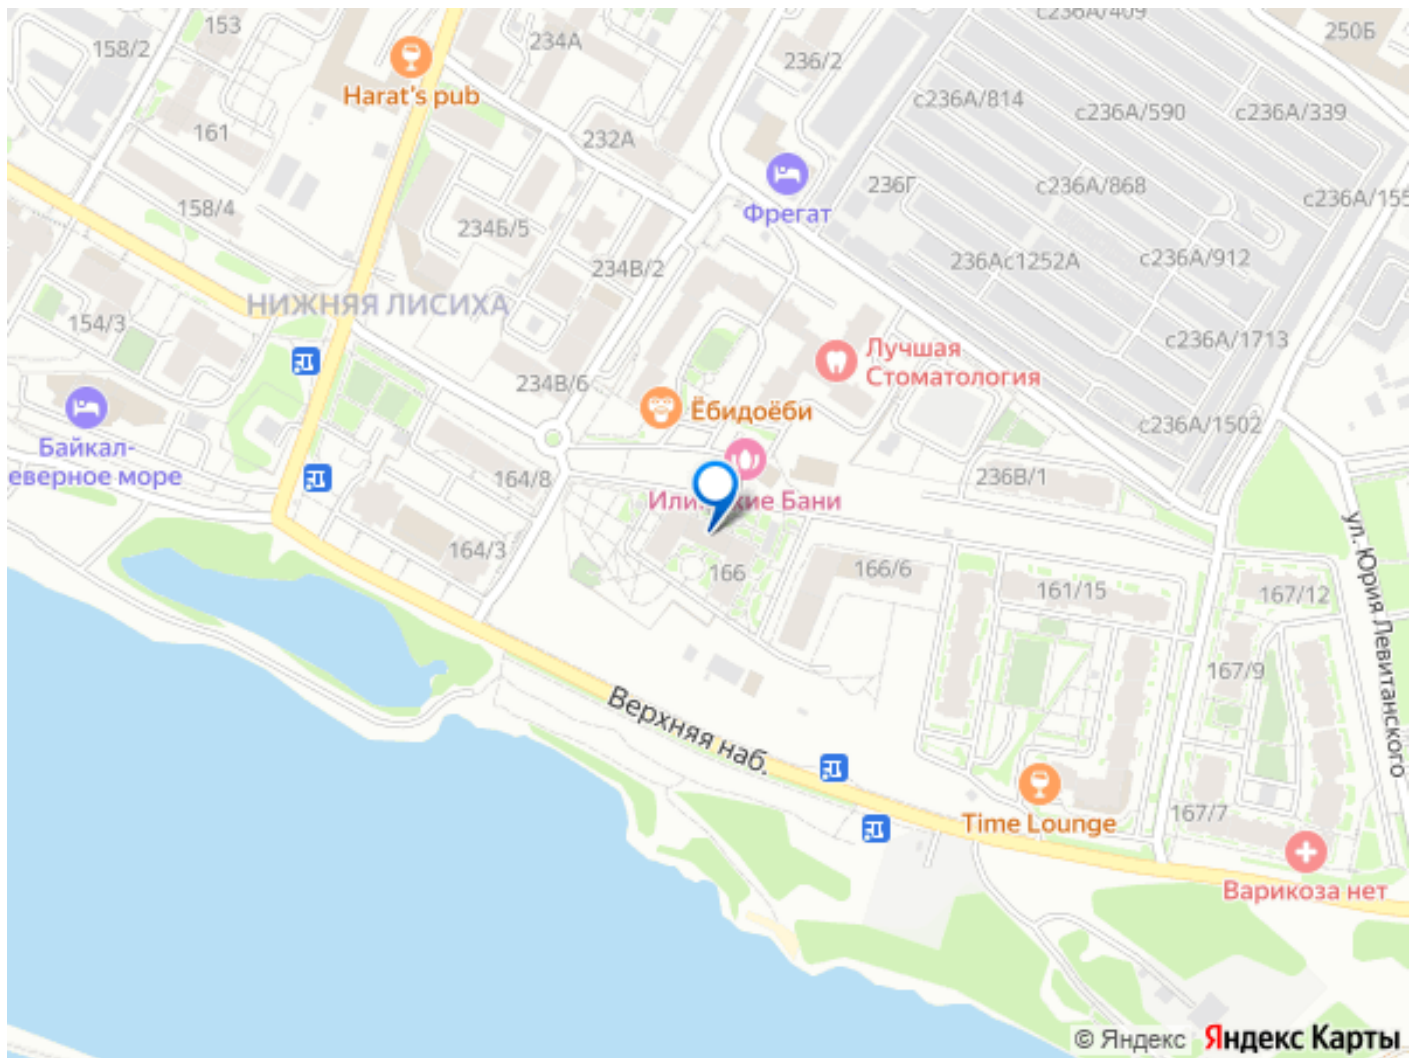 с236А/409
153
250Б
234А
158/2
236/2
Harat's pub
с236А/814
с236А/590
с236А/339
161
232А
236Г
с236А/868
158/4
Фрегат
234Б/5
236Ас1252А
с236А/912
234В/2
НИЖНЯЯ ЛИСИХА
154/3
с236А/1713
Лучшая
Стоматология
234В/6
Ёбидоёби
с236А/1502
Байкал-
еверное море
164/8
236В/1
кие Бани
ул. Юрия Левитанского
164/3
166
166/6
161/15
167/12
167/9
Верхняя наб.
167/7
Time Lounge
Варикоза нет
© Яндекс Яндекс Карты